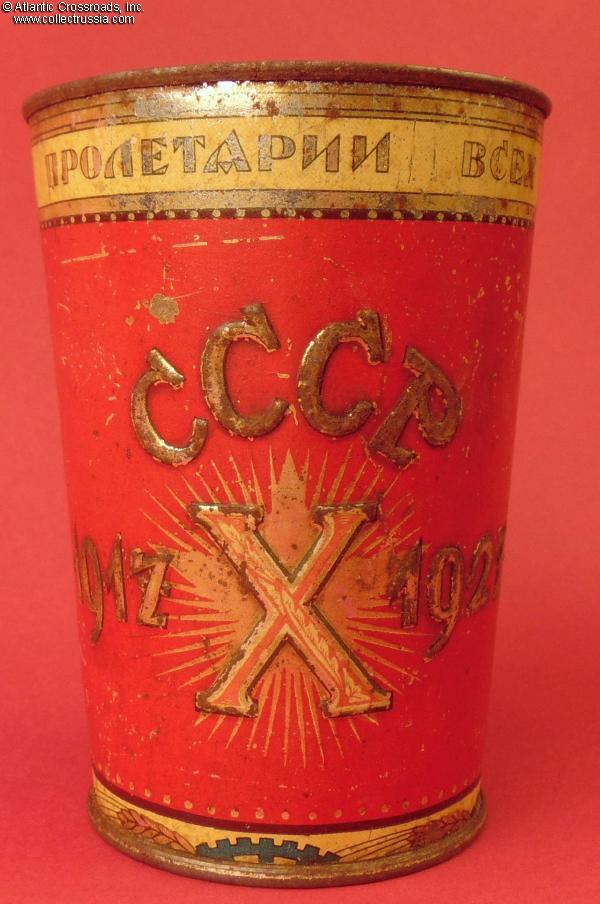 © Atlantic Crossroads, Inc.
www.collectrussia.com
ПРОЛЕТАРИИ ВСЕХ
СССР
1917 X 1927